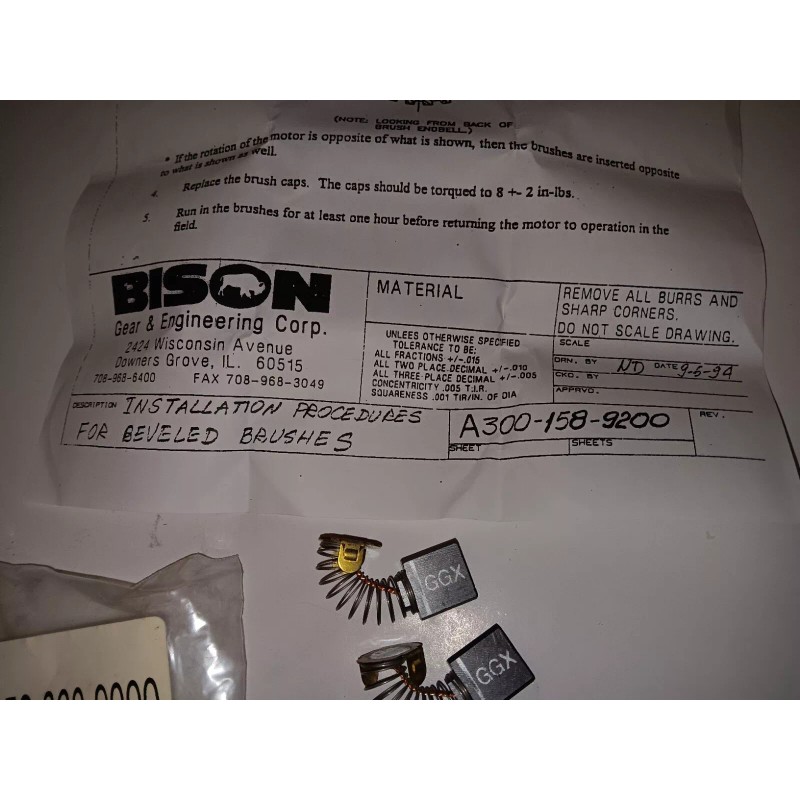 (NOTE: LOOKING FROM BACK OF
BRUSH ENDBELL.)
* If the rotation of the motor is opposite of what is shown, then the brushes are inserted opposite
to what is shown as well.
4. Replace the brush caps. The caps should be torqued to 8 +- 2 in-lbs.
5. Run in the brushes for at least one hour before returning the motor to operation in the
field.
BISON
Gear & Engineering Corp.
2424 Wisconsin Avenue
Downers Grove, IL. 60515
708-968-6400 FAX 708-968-3049
MATERIAL
UNLESS OTHERWISE SPECIFIED
TOLERANCE TO BE:
ALL FRACTIONS +/-.015
ALL TWO PLACE DECIMAL +/-.010
ALL THREE PLACE DECIMAL +/-.005
CONCENTRICITY .005 T.I.R.
SQUARENESS .001 TIR/IN. OF DIA
REMOVE ALL BURRS AND
SHARP CORNERS.
DO NOT SCALE DRAWING.
SCALE
DRN. BY ND DATE 9-6-94
CKD. BY
APPRVD.
DESCRIPTION INSTALLATION PROCEDURES
FOR BEVELED BRUSHES
A300-158-9200
REV.
SHEET SHEETS
GGX
GGX